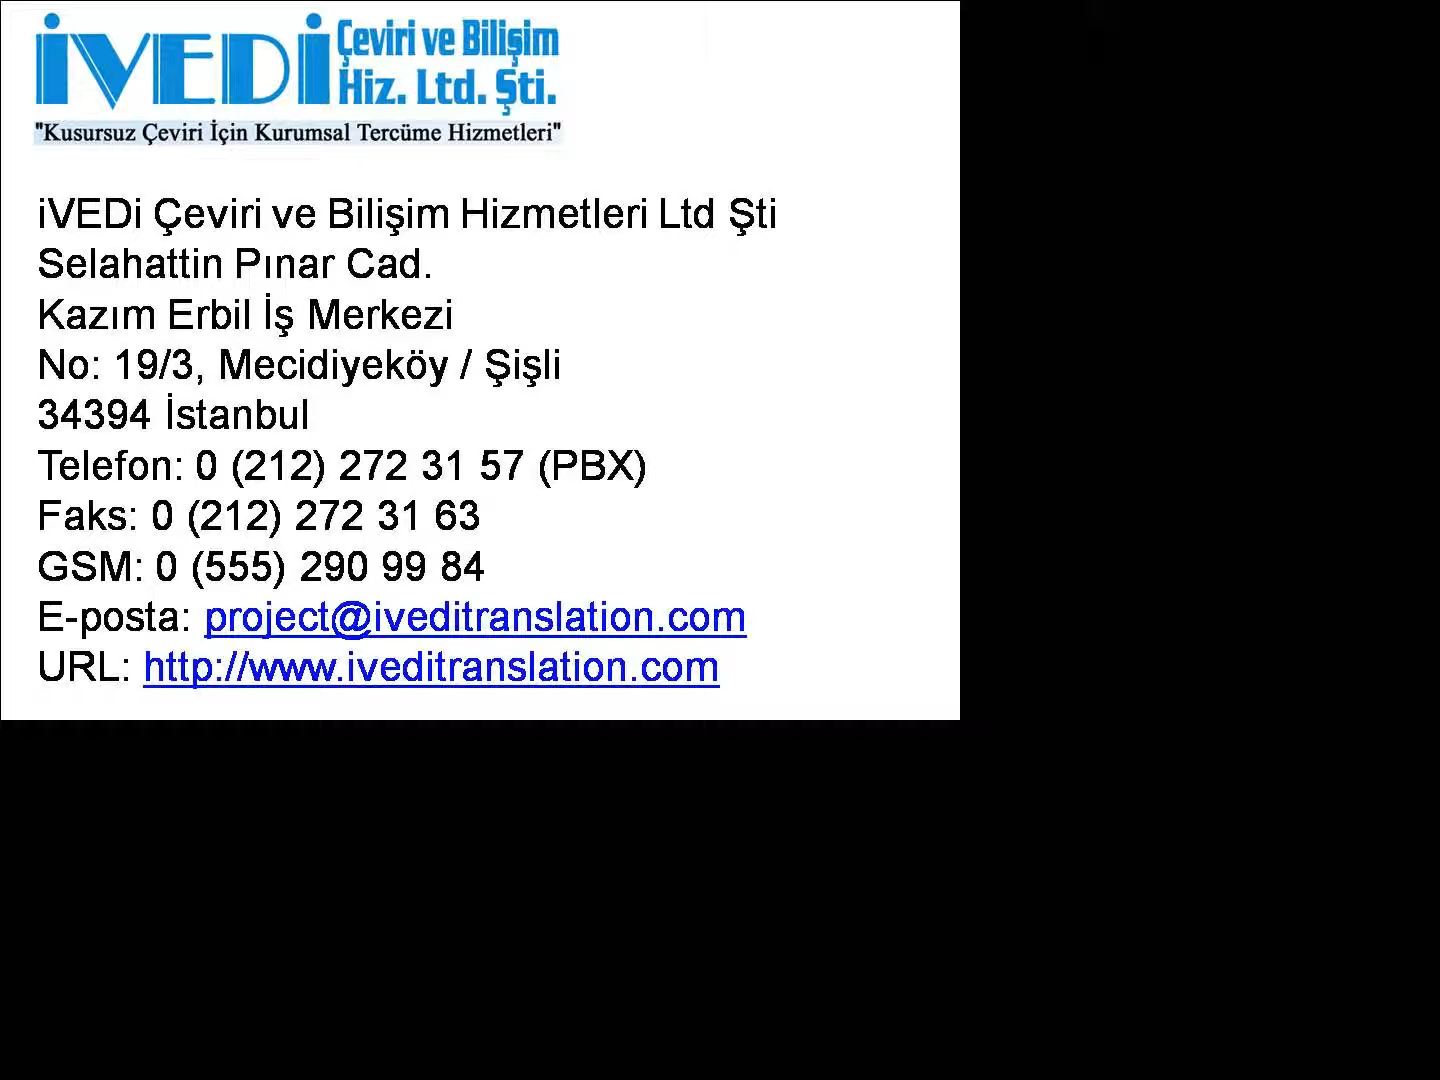 İVEDİ Çeviri ve Bilişim
Hiz. Ltd. Şti.
"Kusursuz Çeviri İçin Kurumsal Tercüme Hizmetleri"
iVEDi Çeviri ve Bilişim Hizmetleri Ltd Şti
Selahattin Pınar Cad.
Kazım Erbil İş Merkezi
No: 19/3, Mecidiyeköy / Şişli
34394 İstanbul
Telefon: 0 (212) 272 31 57 (PBX)
Faks: 0 (212) 272 31 63
GSM: 0 (555) 290 99 84
E-posta: project@iveditranslation.com
URL: http://www.iveditranslation.com